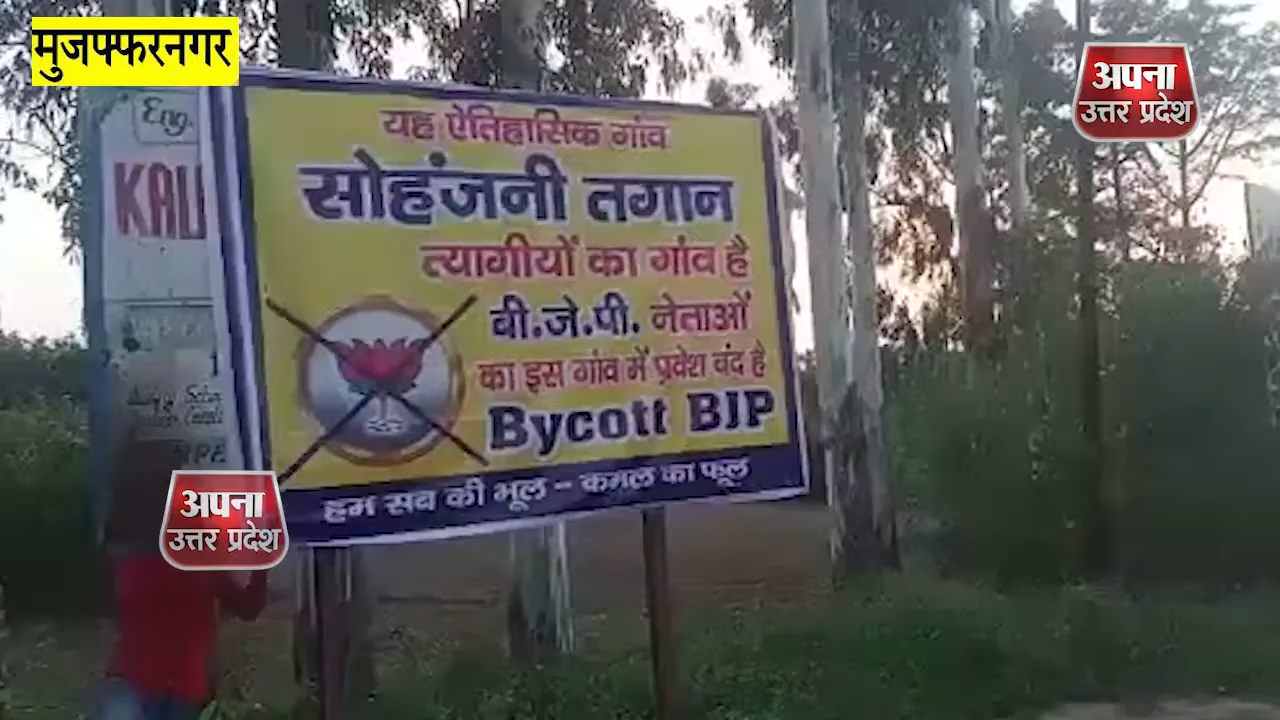 मुजफ्फरनगर
अपना
उत्तर प्रदेश
Eng.
यह ऐतिहासिक गांव
सोहंजनी तगान
त्यागीयों का गांव है
बी.जे.पी. नेताओं
का इस गांव में प्रवेश बंद है
Bycott BJP
हम सब की भूल - कमल का फूल
अपना
उत्तर प्रदेश